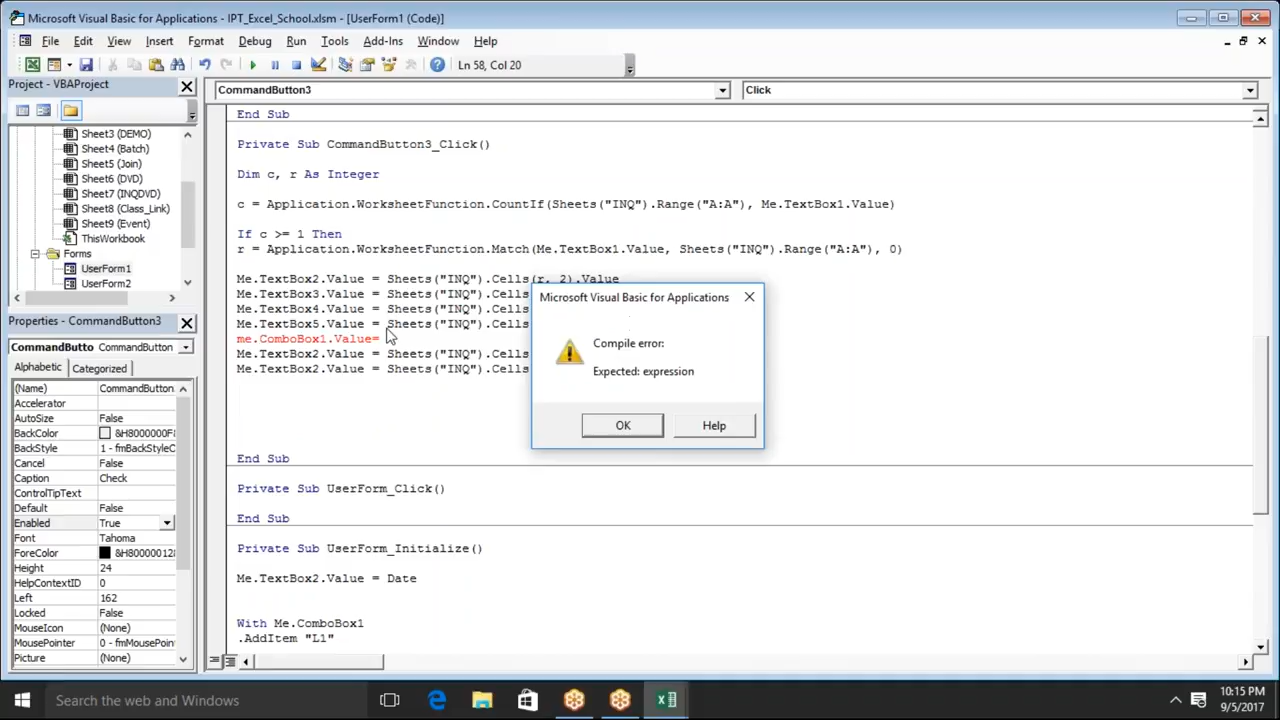 Microsoft Visual Basic for Applications - IPT_Excel_School.xlsm - [UserForm1 (Code)]
File Edit View Insert Format Debug Run Tools Add-Ins Window Help
Ln 58, Col 20
Project - VBAProject
CommandButton3
Click
Sheet3 (DEMO)
Sheet4 (Batch)
Sheet5 (Join)
Sheet6 (DVD)
Sheet7 (INQDVD)
Sheet8 (Class_Link)
Sheet9 (Event)
ThisWorkbook
Forms
UserForm1
UserForm2
Properties - CommandButton3
CommandButto CommandButton
Alphabetic Categorized
(Name) CommandButton
Accelerator
AutoSize False
BackColor &H8000000F&
BackStyle 1 - fmBackStyleO
Cancel False
Caption Check
ControlTipText
Default False
Enabled True
Font Tahoma
ForeColor &H80000012&
Height 24
HelpContextID 0
Left 162
Locked False
MouseIcon (None)
MousePointer 0 - fmMousePoin
Picture (None)
End Sub
Private Sub CommandButton3_Click()
Dim c, r As Integer
c = Application.WorksheetFunction.CountIf(Sheets("INQ").Range("A:A"), Me.TextBox1.Value)
If c >= 1 Then
r = Application.WorksheetFunction.Match(Me.TextBox1.Value, Sheets("INQ").Range("A:A"), 0)
Me.TextBox2.Value = Sheets("INQ").Cells(r, 2).Value
Me.TextBox3.Value = Sheets("INQ").Cells
Me.TextBox4.Value = Sheets("INQ").Cells
Me.TextBox5.Value = Sheets("INQ").Cells
me.ComboBox1.Value=
Me.TextBox2.Value = Sheets("INQ").Cells
Me.TextBox2.Value = Sheets("INQ").Cells
End Sub
Private Sub UserForm_Click()
End Sub
Private Sub UserForm_Initialize()
Me.TextBox2.Value = Date
With Me.ComboBox1
.AddItem "L1"
Microsoft Visual Basic for Applications
Compile error:
Expected: expression
OK Help
Search the web and Windows
10:15 PM
9/5/2017